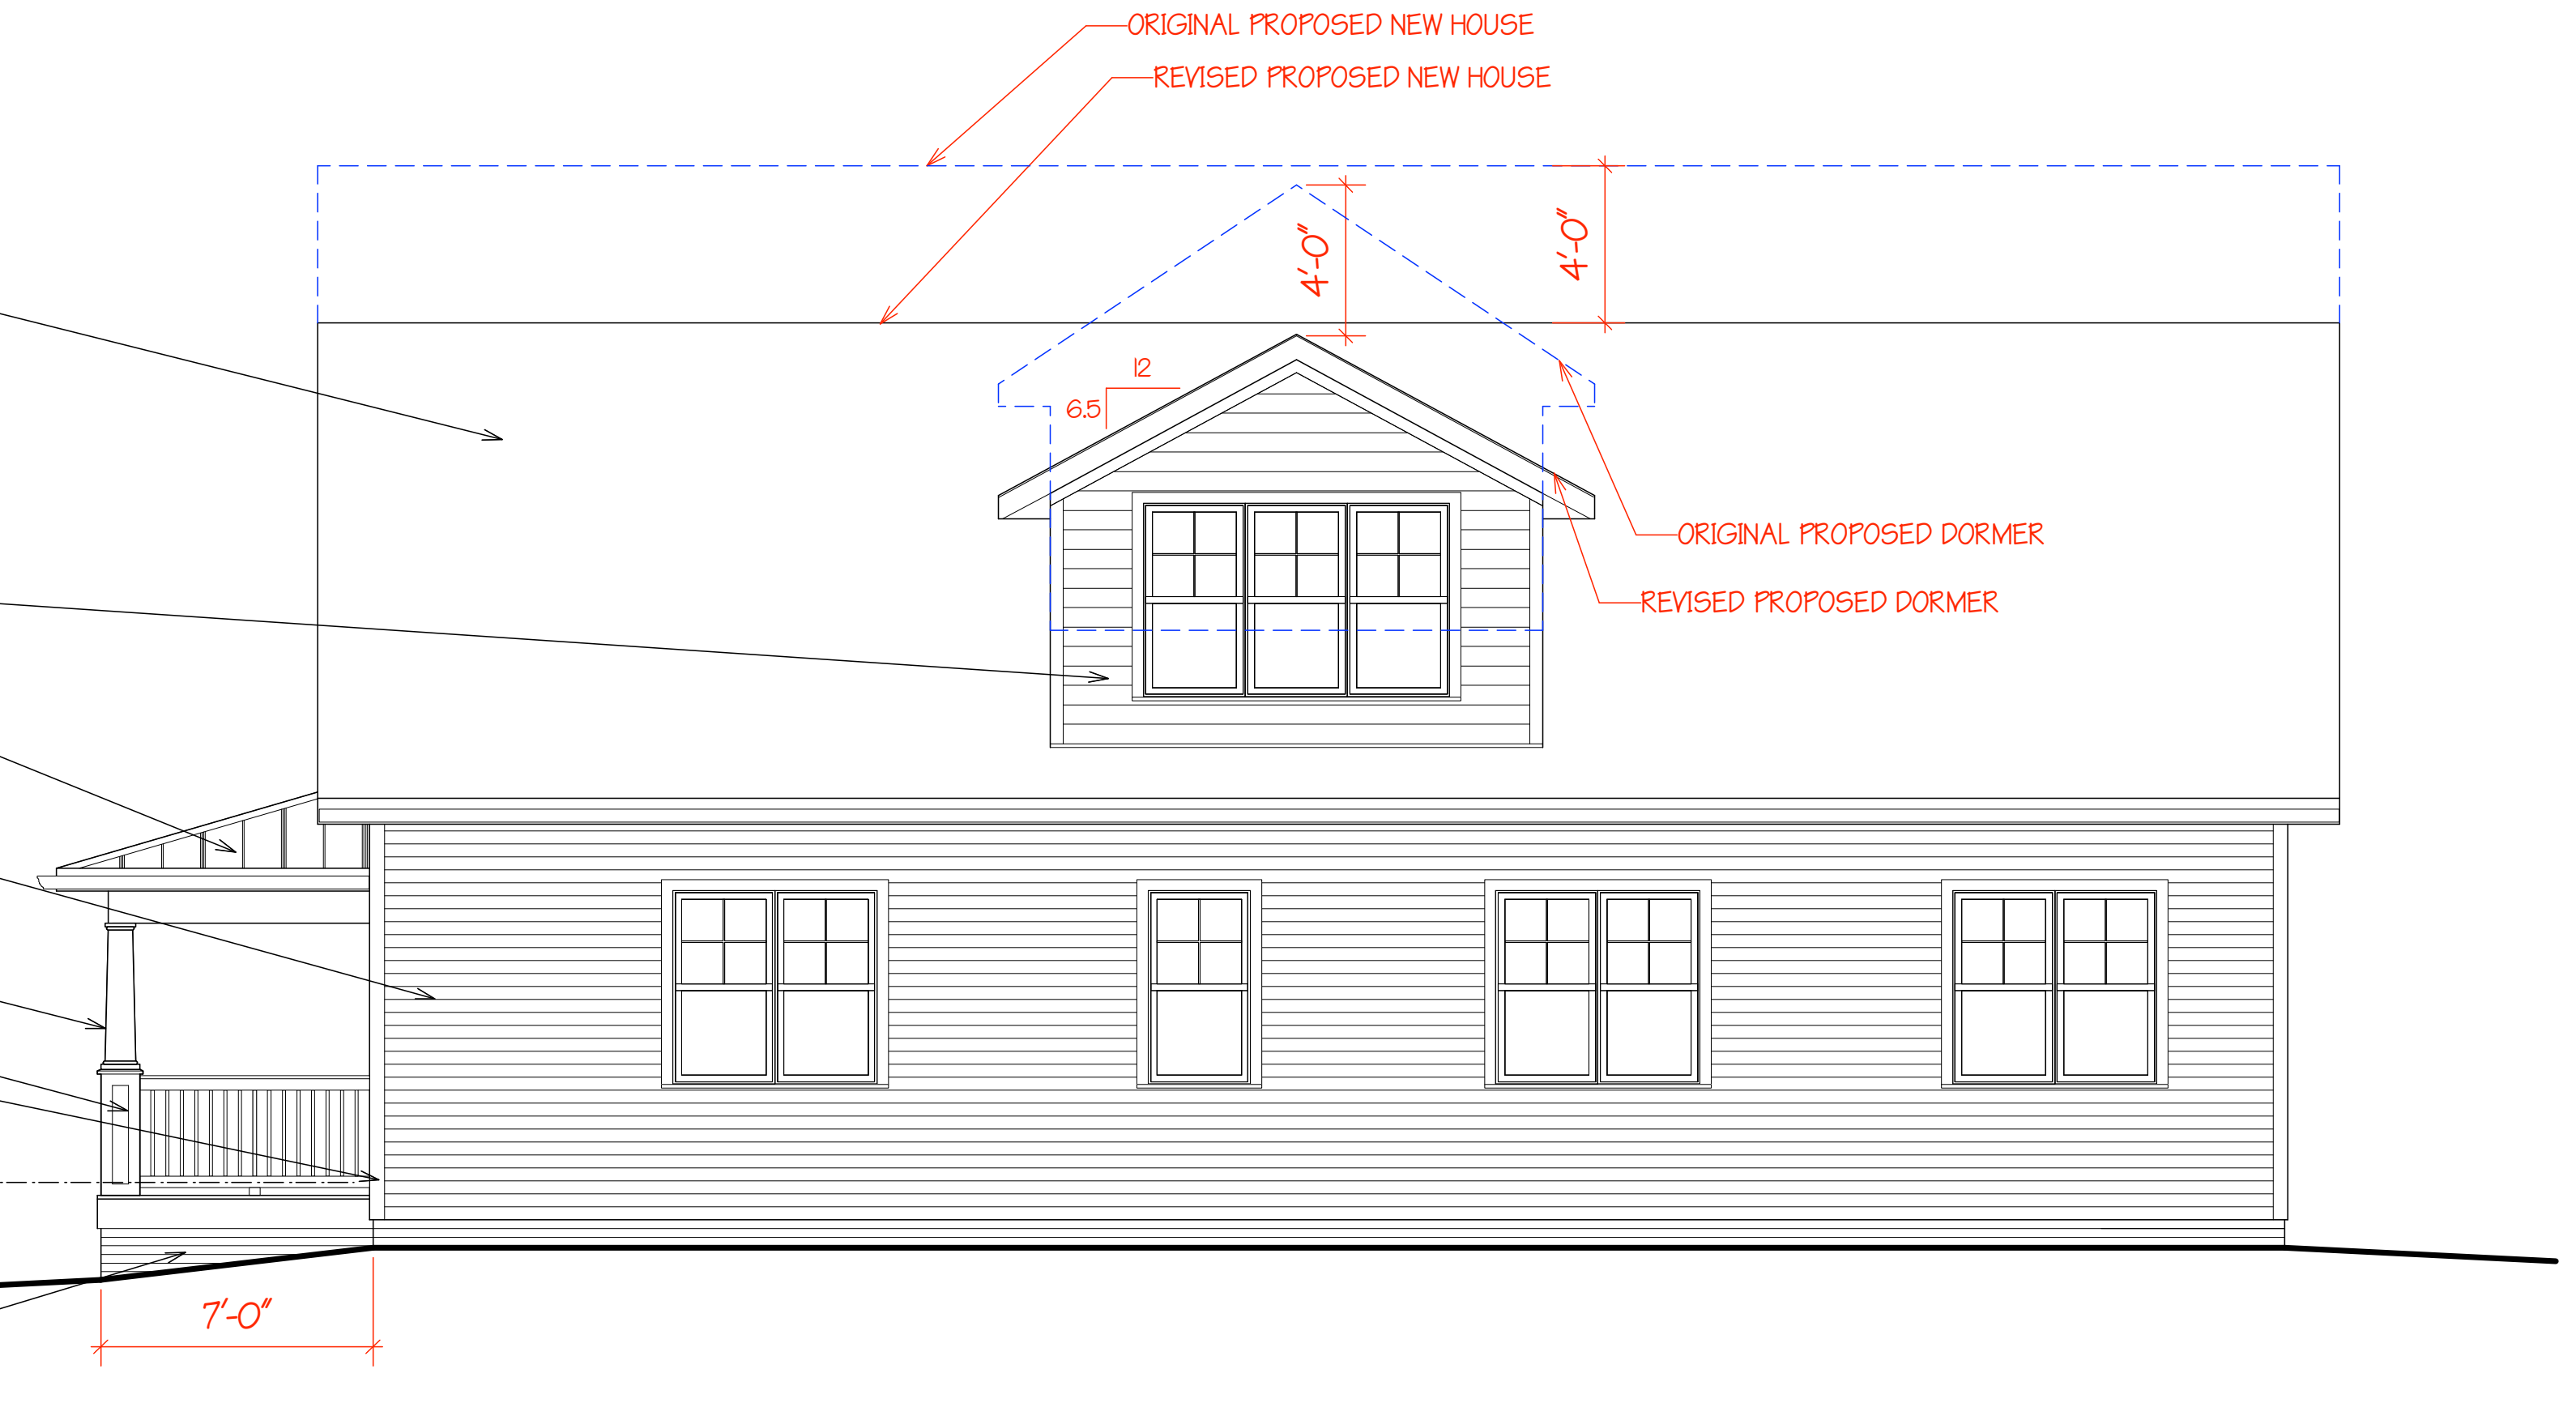 ORIGINAL PROPOSED NEW HOUSE
REVISED PROPOSED NEW HOUSE
4'-0"
4'-0"
12
6.5
ORIGINAL PROPOSED DORMER
REVISED PROPOSED DORMER
7'-0"